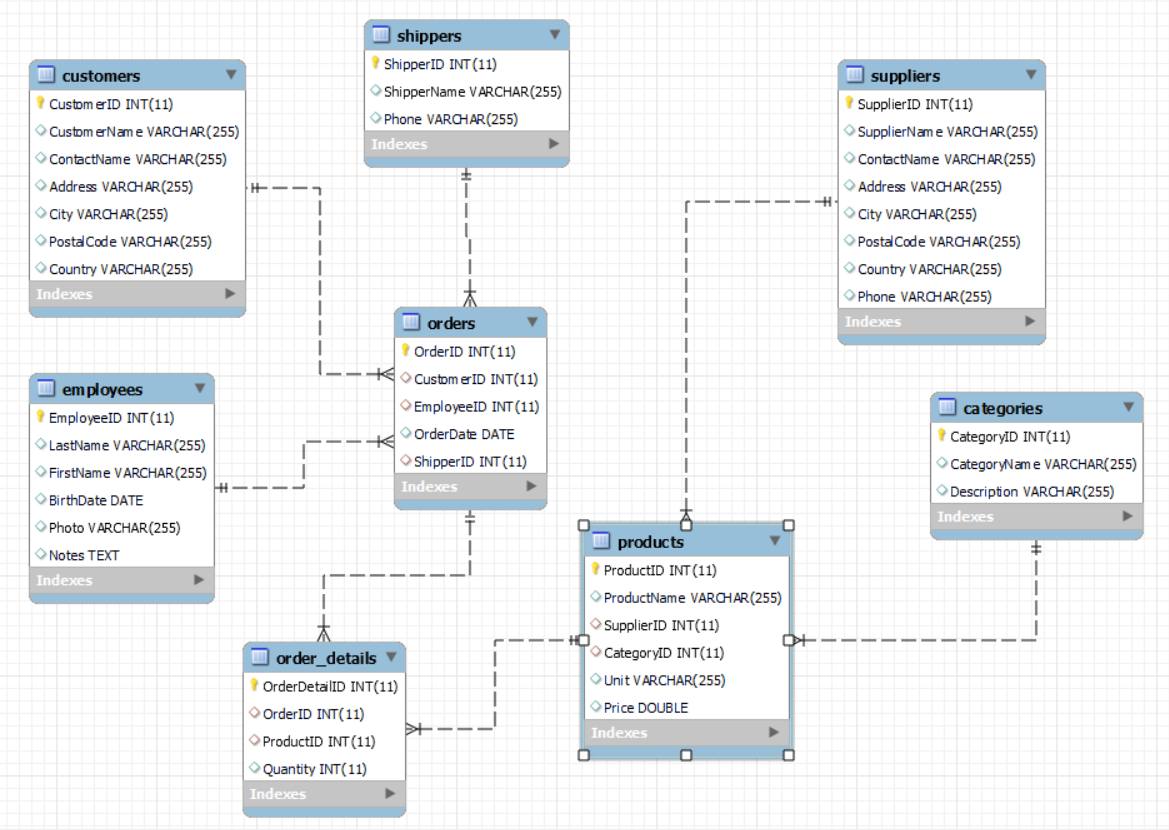 shippers
ShipperID INT(11)
ShipperName VARCHAR(255)
Phone VARCHAR(255)
Indexes
customers
CustomerID INT(11)
CustomerName VARCHAR(255)
ContactName VARCHAR(255)
Address VARCHAR(255)
City VARCHAR(255)
PostalCode VARCHAR(255)
Country VARCHAR(255)
Indexes
suppliers
SupplierID INT(11)
SupplierName VARCHAR(255)
ContactName VARCHAR(255)
Address VARCHAR(255)
City VARCHAR(255)
PostalCode VARCHAR(255)
Country VARCHAR(255)
Phone VARCHAR(255)
Indexes
orders
OrderID INT(11)
CustomerID INT(11)
EmployeeID INT(11)
OrderDate DATE
ShipperID INT(11)
Indexes
employees
EmployeeID INT(11)
LastName VARCHAR(255)
FirstName VARCHAR(255)
BirthDate DATE
Photo VARCHAR(255)
Notes TEXT
Indexes
categories
CategoryID INT(11)
CategoryName VARCHAR(255)
Description VARCHAR(255)
Indexes
products
ProductID INT(11)
ProductName VARCHAR(255)
SupplierID INT(11)
CategoryID INT(11)
Unit VARCHAR(255)
Price DOUBLE
Indexes
order_details
OrderDetailID INT(11)
OrderID INT(11)
ProductID INT(11)
Quantity INT(11)
Indexes